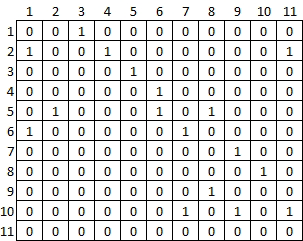 1 2 3 4 5 6 7 8 9 10 11
1 0 0 1 0 0 0 0 0 0 0 0
2 1 0 0 1 0 0 0 0 0 0 1
3 0 0 0 0 1 0 0 0 0 0 0
4 0 0 0 0 0 1 0 0 0 0 0
5 0 1 0 0 0 1 0 1 0 0 0
6 1 0 0 0 0 0 1 0 0 0 0
7 0 0 0 0 0 0 0 0 1 0 0
8 0 0 0 0 0 0 0 0 0 1 0
9 0 0 0 0 0 0 0 1 0 0 0
10 0 0 0 0 0 0 1 0 1 0 1
11 0 0 0 0 0 0 0 0 0 0 0